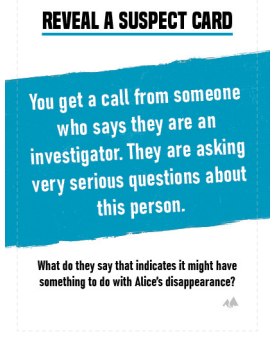 REVEAL A SUSPECT CARD
You get a call from someone
who says they are an
investigator. They are asking
very serious questions about
this person.
What do they say that indicates it might have
something to do with Alice's disappearance?